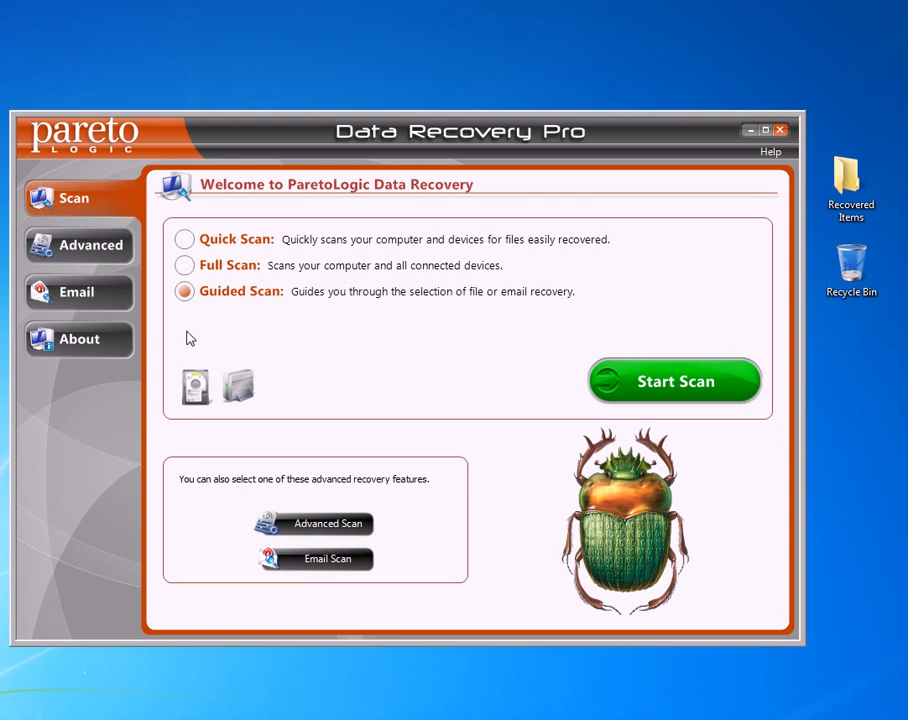 pareto
LOGIC
Data Recovery Pro
Help
Scan
Advanced
Email
About
Welcome to ParetoLogic Data Recovery
Quick Scan: Quickly scans your computer and devices for files easily recovered.
Full Scan: Scans your computer and all connected devices.
Guided Scan: Guides you through the selection of file or email recovery.
Start Scan
You can also select one of these advanced recovery features.
Advanced Scan
Email Scan
Recovered
Items
Recycle Bin